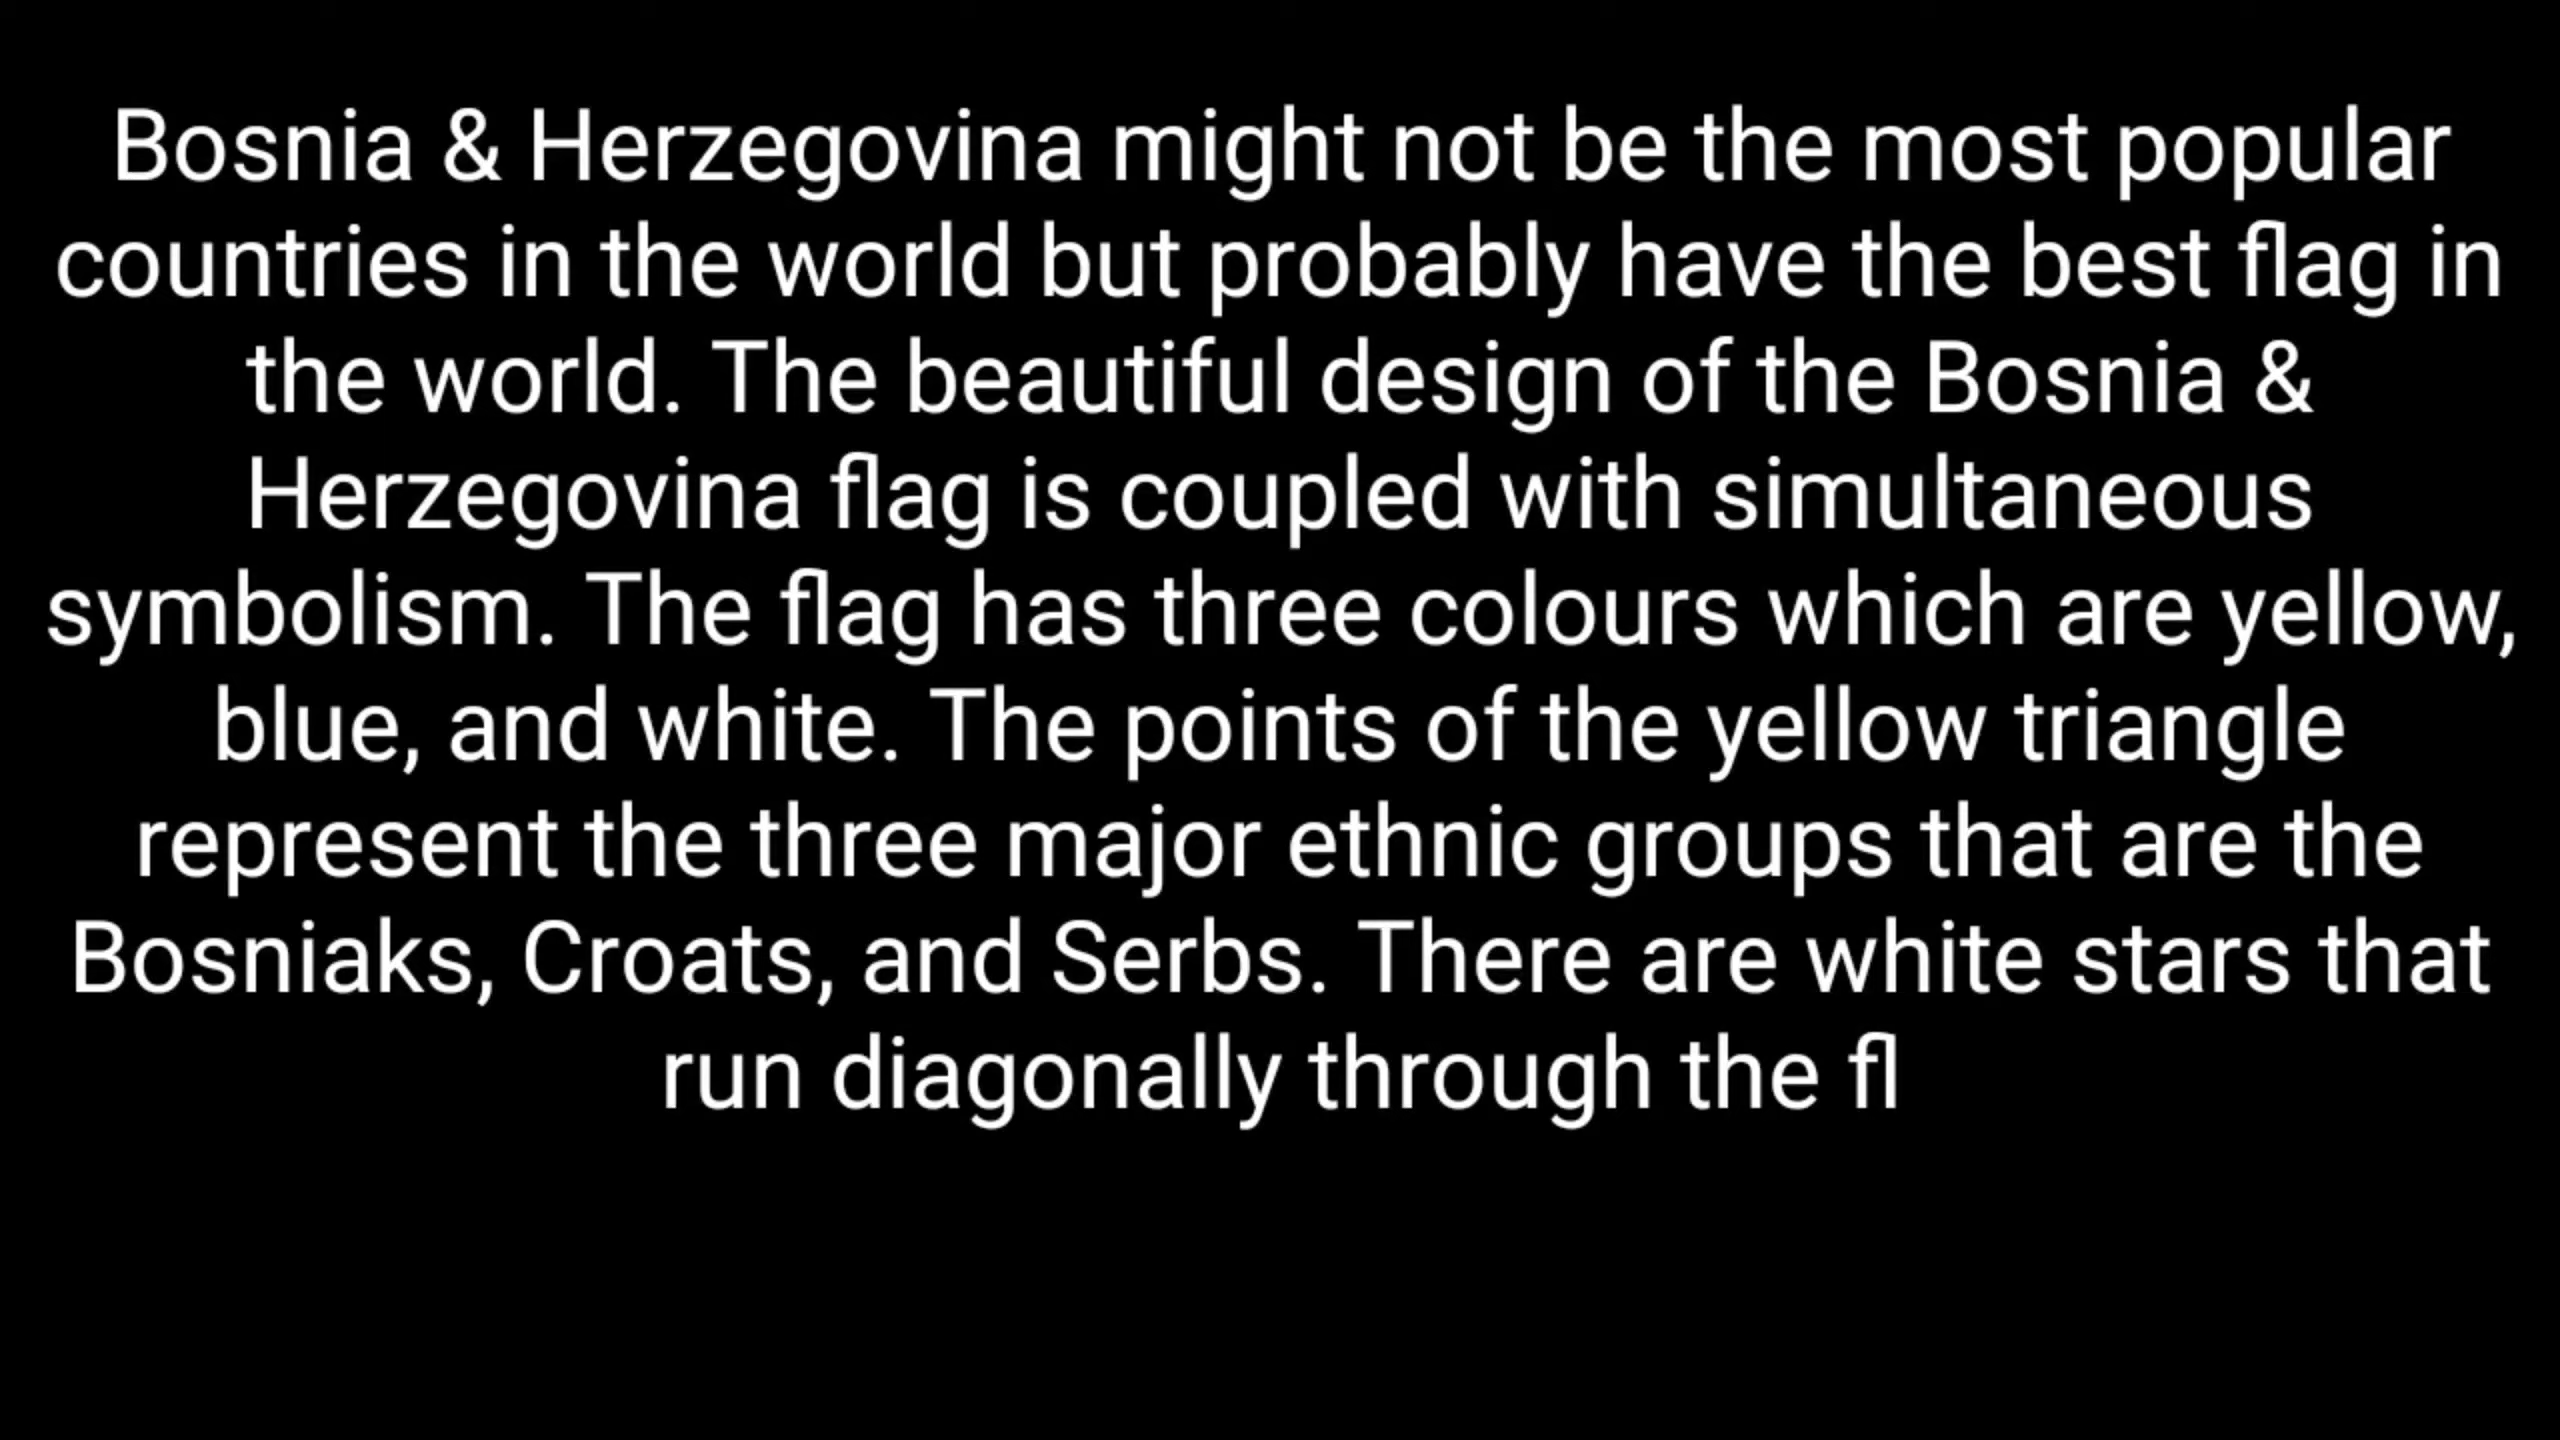 Bosnia & Herzegovina might not be the most popular
countries in the world but probably have the best flag in
the world. The beautiful design of the Bosnia &
Herzegovina flag is coupled with simultaneous
symbolism. The flag has three colours which are yellow,
blue, and white. The points of the yellow triangle
represent the three major ethnic groups that are the
Bosniaks, Croats, and Serbs. There are white stars that
run diagonally through the fl